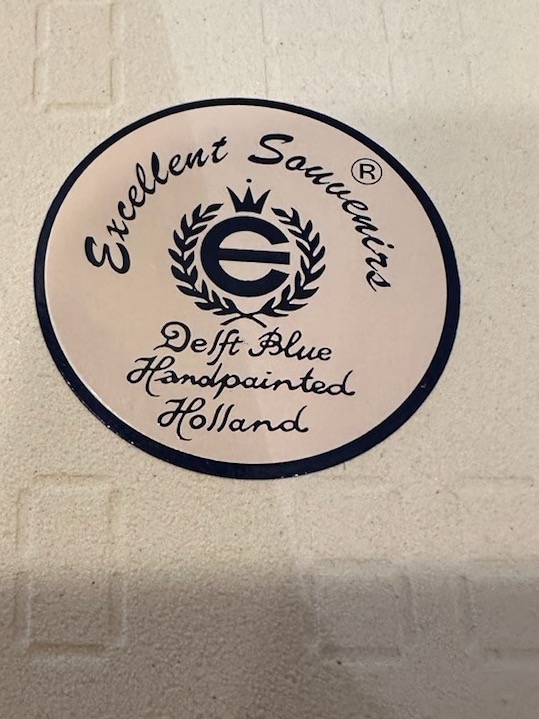 Excellent Souvenirs ®
e
Delft Blue
Handpainted
Holland